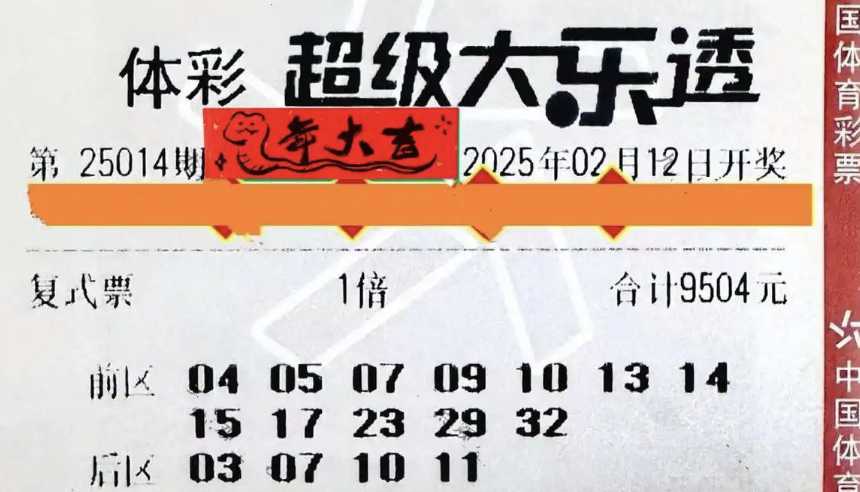 体彩 超级大乐透
年大吉
第 25014期 2025年02月12日开奖
复式票 1倍 合计9504元
前区 04 05 07 09 10 13 14
15 17 23 29 32
后区 03 07 10 11
国体育彩票
中国体育